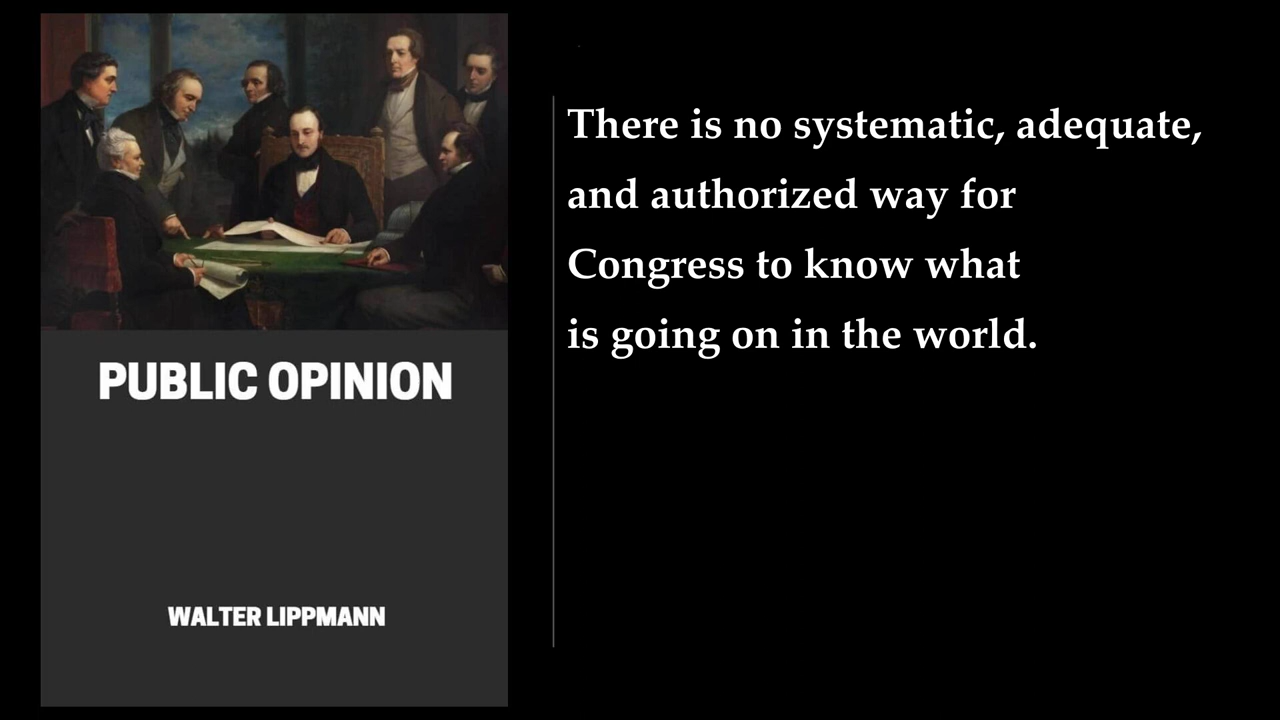 There is no systematic, adequate,
and authorized way for
Congress to know what
is going on in the world.
PUBLIC OPINION
WALTER LIPPMANN